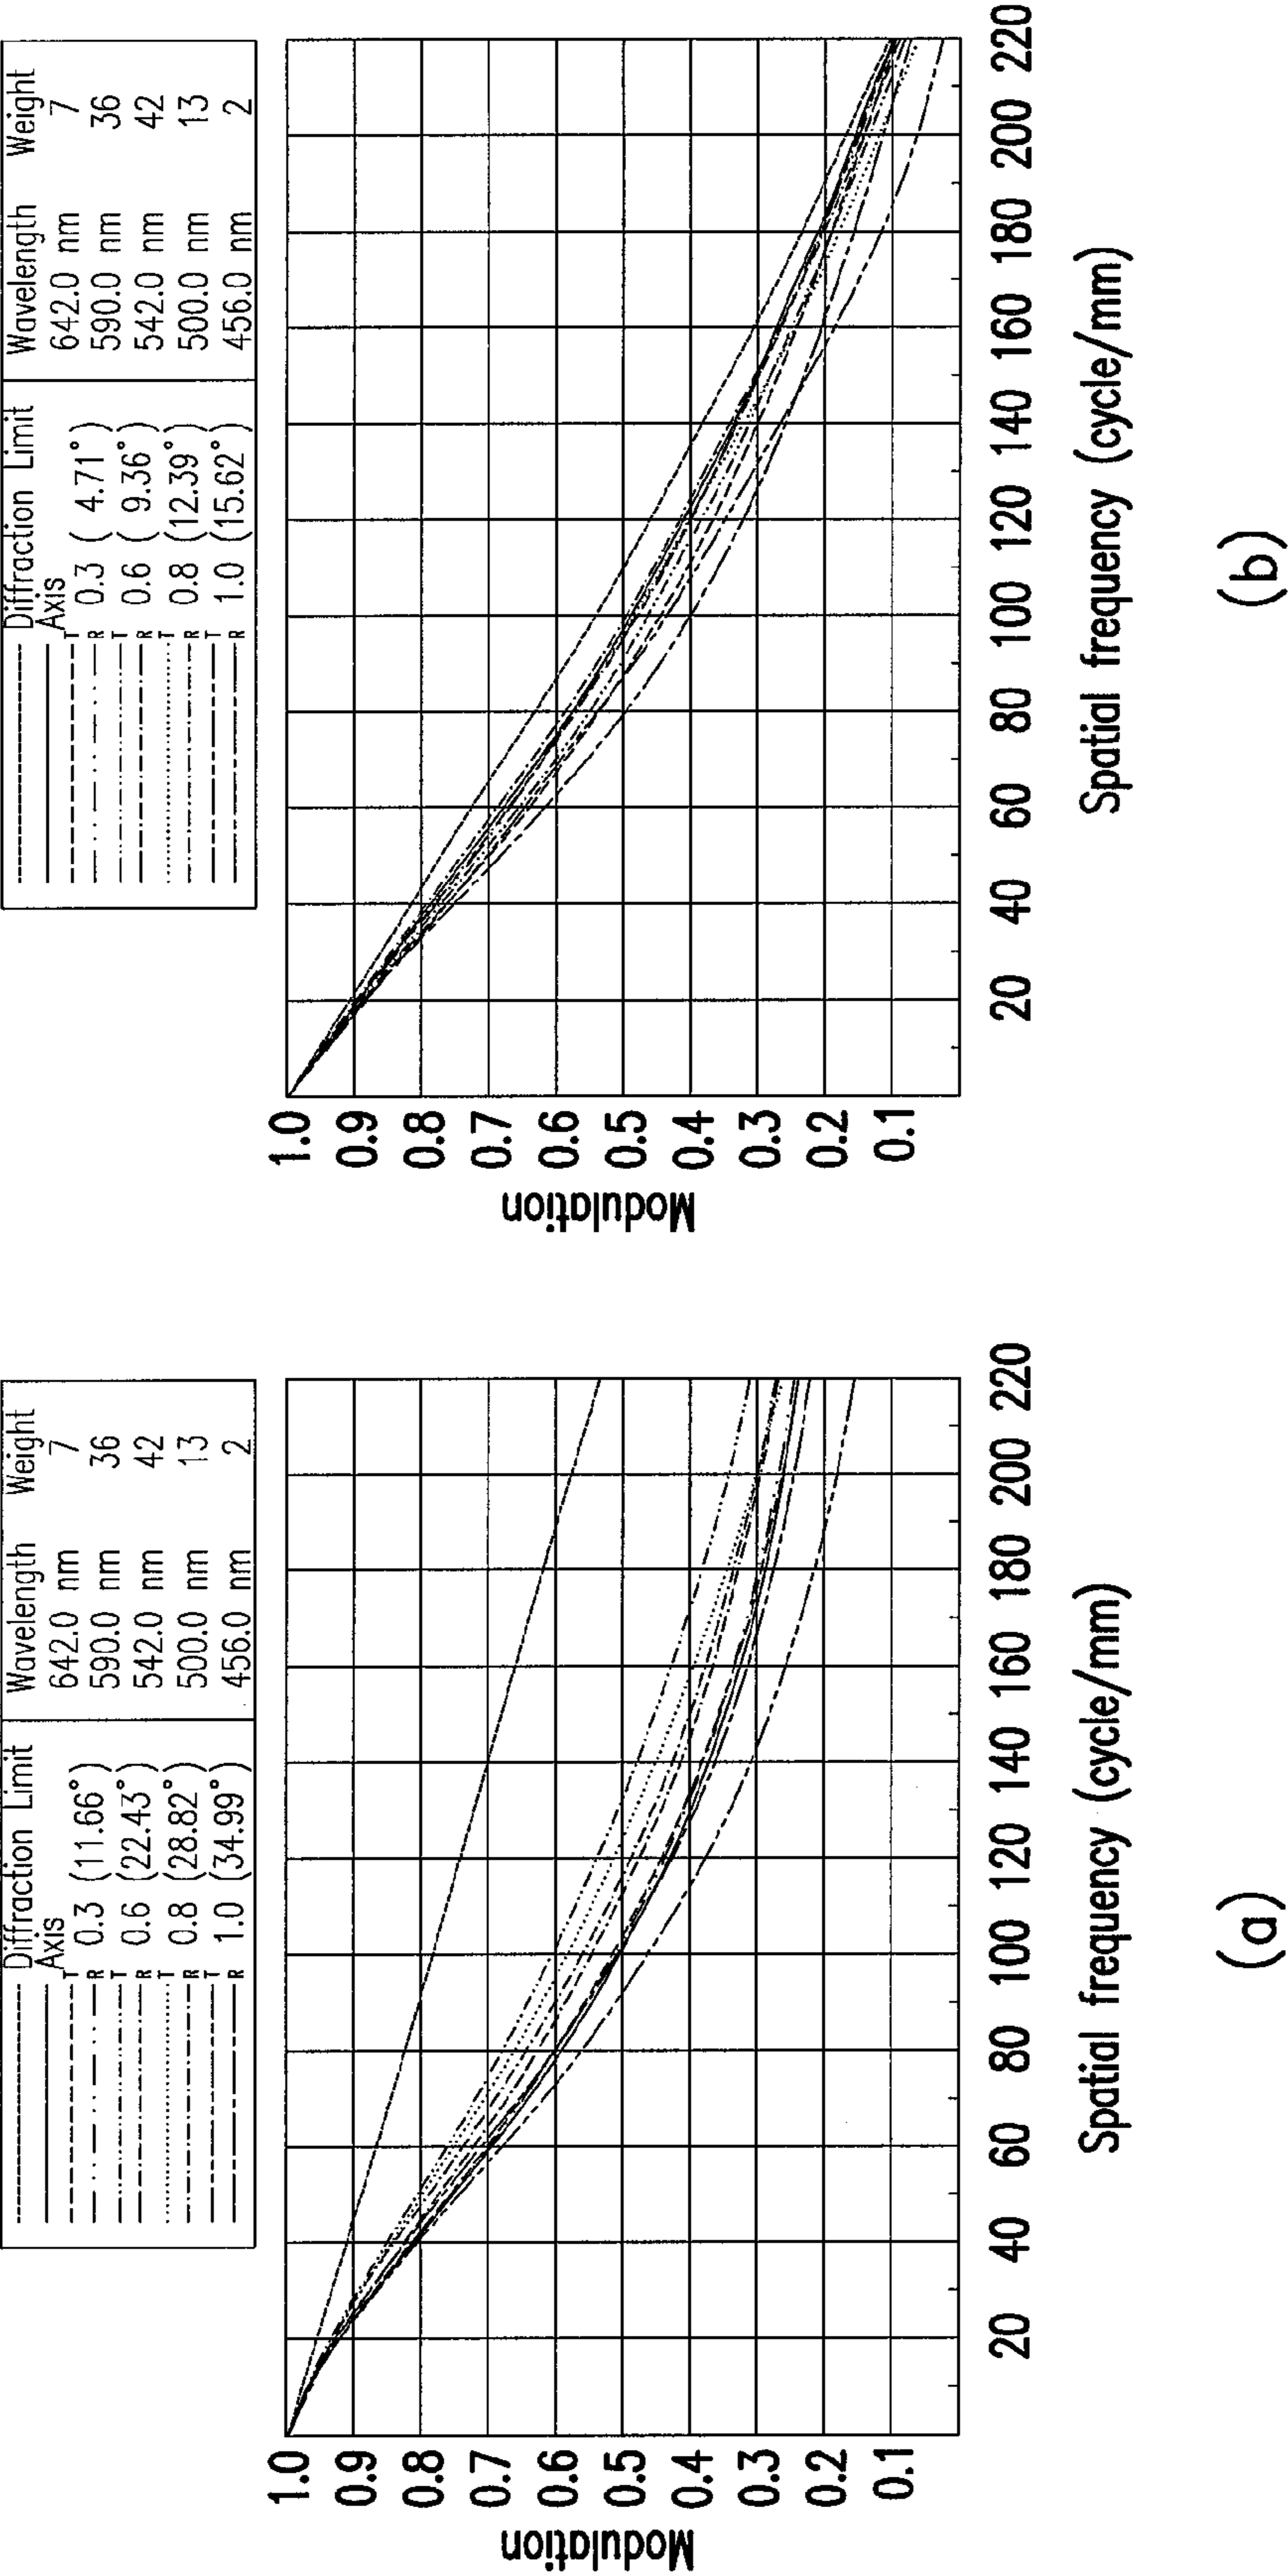 Diffraction Limit Wavelength Weight
Axis 642.0 nm 7
T 0.3 (11.66°) 590.0 nm 36
R
T 0.6 (22.43°) 542.0 nm 42
R
T 0.8 (28.82°) 500.0 nm 13
R
T 1.0 (34.99°) 456.0 nm 2
R
Modulation
1.0
0.9
0.8
0.7
0.6
0.5
0.4
0.3
0.2
0.1
20 40 60 80 100 120 140 160 180 200 220
Spatial frequency (cycle/mm)
(a)
Diffraction Limit Wavelength Weight
Axis 642.0 nm 7
T 0.3 ( 4.71°) 590.0 nm 36
R
T 0.6 ( 9.36°) 542.0 nm 42
R
T 0.8 (12.39°) 500.0 nm 13
R
T 1.0 (15.62°) 456.0 nm 2
R
Modulation
1.0
0.9
0.8
0.7
0.6
0.5
0.4
0.3
0.2
0.1
20 40 60 80 100 120 140 160 180 200 220
Spatial frequency (cycle/mm)
(b)